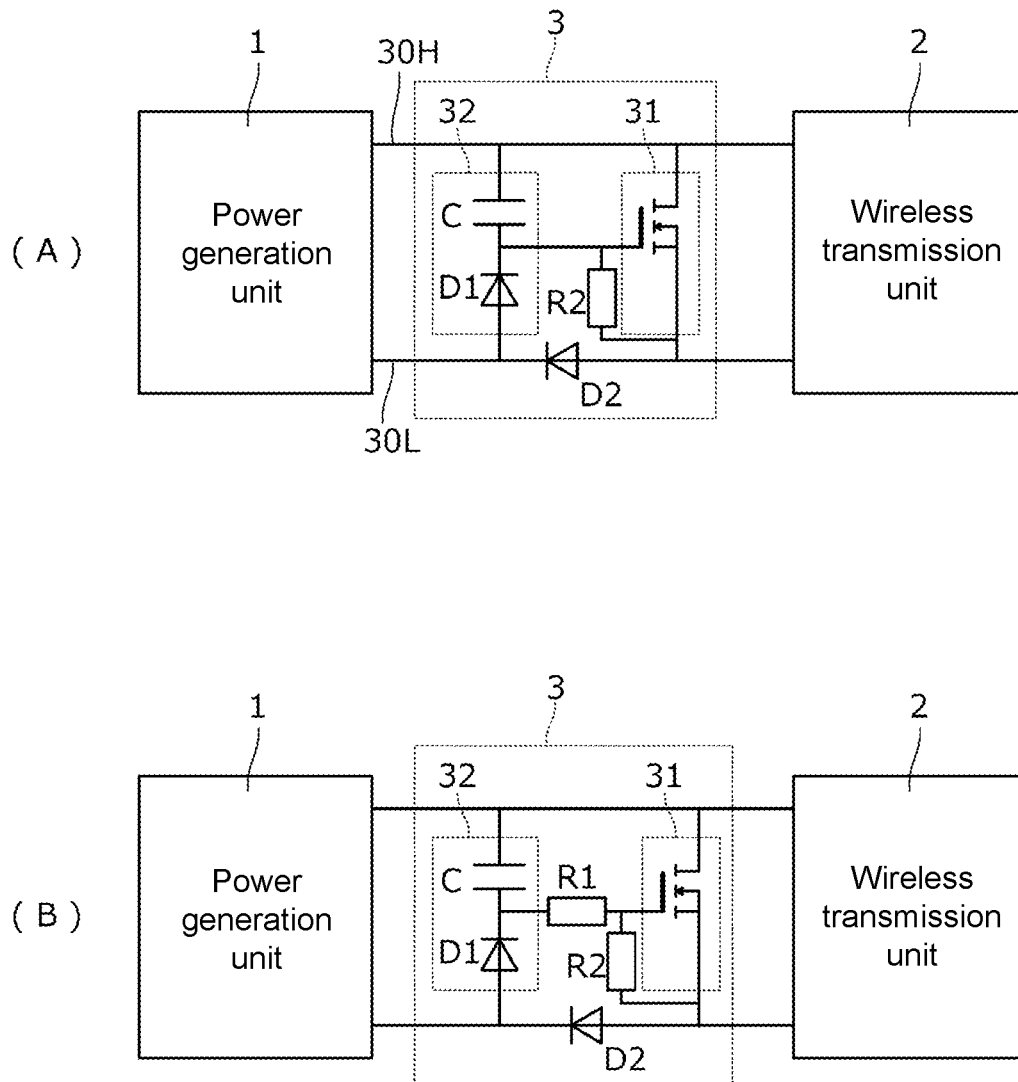 3
1
30H
2
32
31
( A )
Power
generation
unit
C
D1
R2
Wireless
transmission
unit
D2
30L
3
1
2
32
31
( B )
Power
generation
unit
C
R1
D1
R2
Wireless
transmission
unit
D2